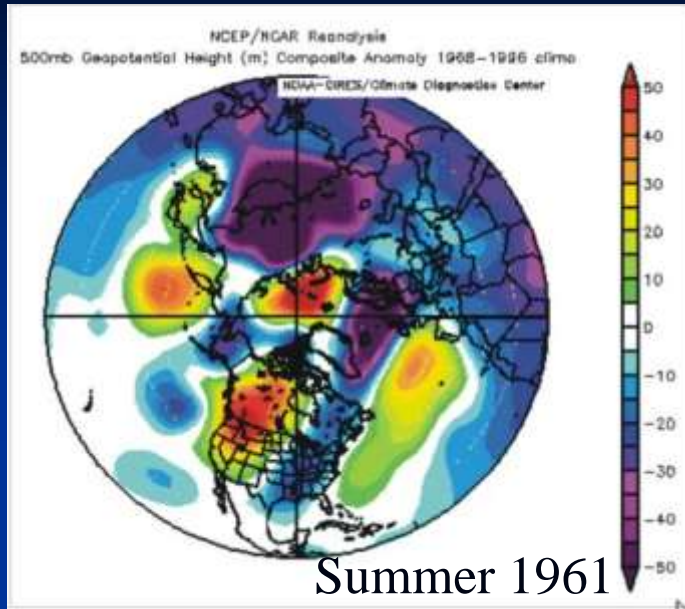 NCEP/NCAR Reanalysis
500mb Geopotential Height (m) Composite Anomaly 1968-1996 clima
NOAA-CIRES/Climate Diagnostics Center
50
40
30
20
10
0
-10
-20
-30
-40
-50
Summer 1961